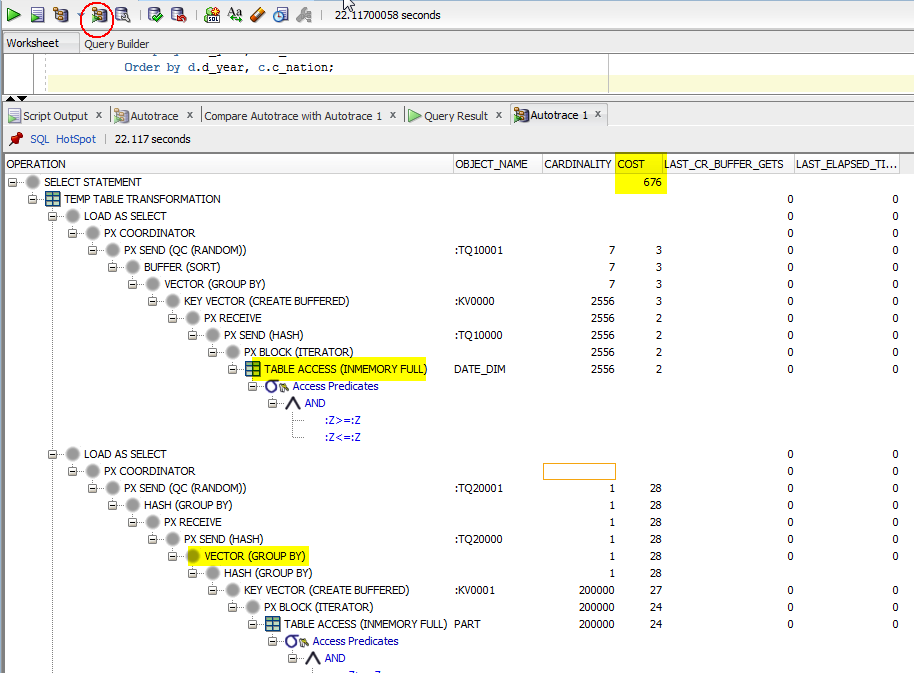 22.11700058 seconds
Worksheet Query Builder
Order by d.d_year, c.c_nation;
Script Output x Autotrace x Compare Autotrace with Autotrace 1 x Query Result x Autotrace 1 x
SQL HotSpot 22.117 seconds
OPERATION OBJECT_NAME CARDINALITY COST LAST_CR_BUFFER_GETS LAST_ELAPSED_TI...
SELECT STATEMENT 676
TEMP TABLE TRANSFORMATION 0 0
LOAD AS SELECT 0 0
PX COORDINATOR 0 0
PX SEND (QC (RANDOM)) :TQ10001 7 3 0 0
BUFFER (SORT) 7 3 0 0
VECTOR (GROUP BY) 7 3 0 0
KEY VECTOR (CREATE BUFFERED) :KV0000 2556 3 0 0
PX RECEIVE 2556 2 0 0
PX SEND (HASH) :TQ10000 2556 2 0 0
PX BLOCK (ITERATOR) 2556 2 0 0
TABLE ACCESS (INMEMORY FULL) DATE_DIM 2556 2 0 0
Access Predicates
AND
:Z>=:Z
:Z<=:Z
LOAD AS SELECT 0 0
PX COORDINATOR 0 0
PX SEND (QC (RANDOM)) :TQ20001 1 28 0 0
HASH (GROUP BY) 1 28 0 0
PX RECEIVE 1 28 0 0
PX SEND (HASH) :TQ20000 1 28 0 0
VECTOR (GROUP BY) 1 28 0 0
HASH (GROUP BY) 1 28
KEY VECTOR (CREATE BUFFERED) :KV0001 200000 27 0 0
PX BLOCK (ITERATOR) 200000 24 0 0
TABLE ACCESS (INMEMORY FULL) PART 200000 24 0 0
Access Predicates
AND